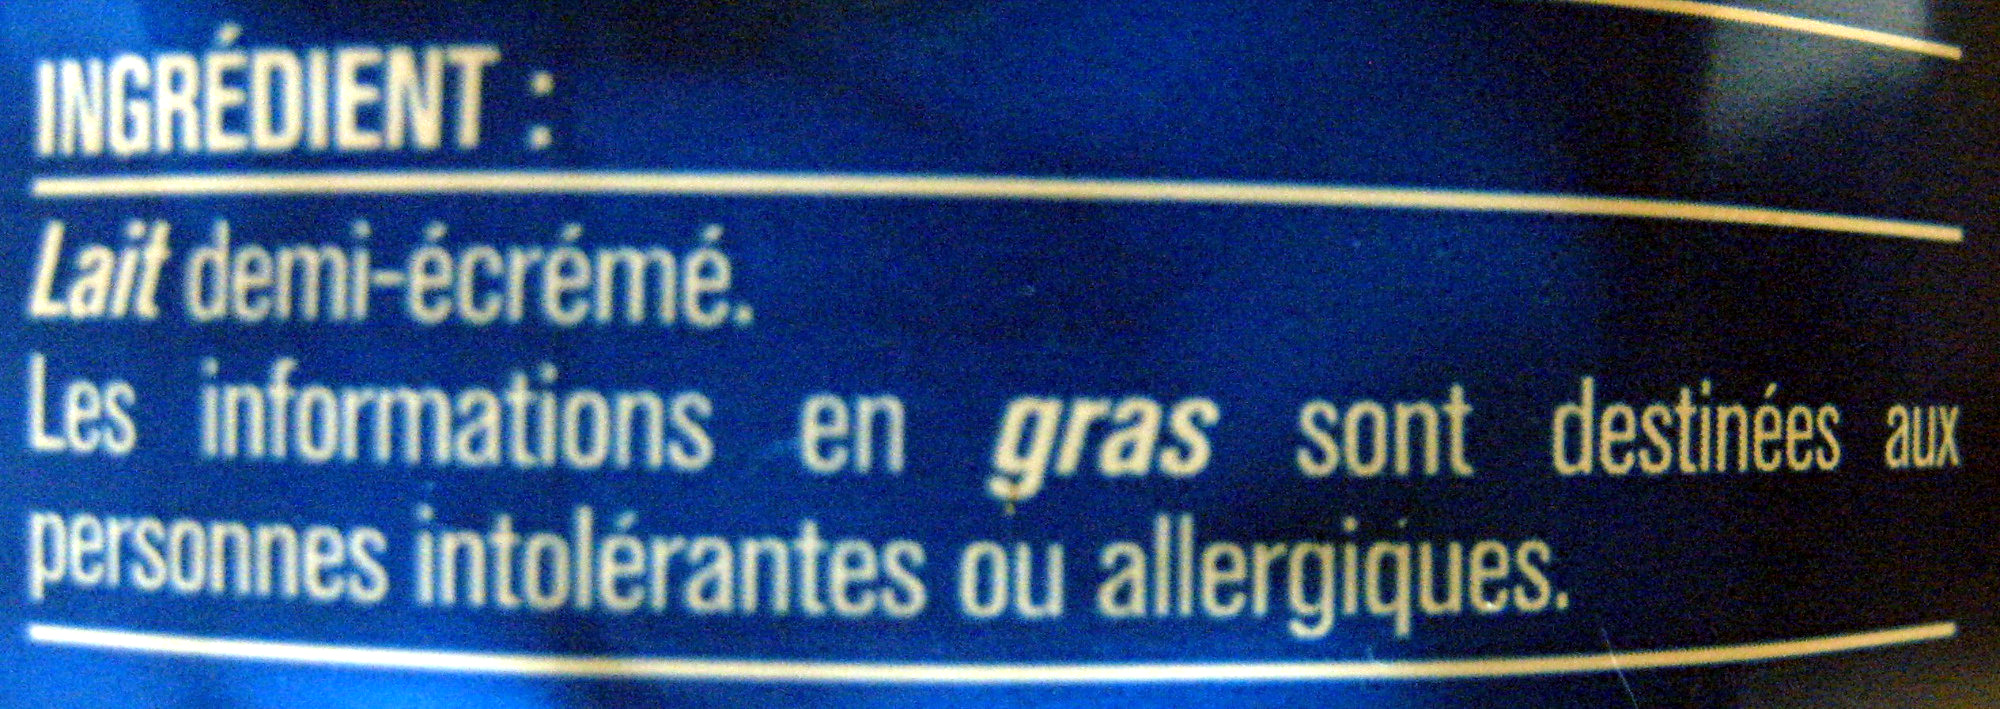 INGRÉDIENT :
Lait demi-écrémé.
Les informations en gras sont destinées aux
personnes intolérantes ou allergiques.